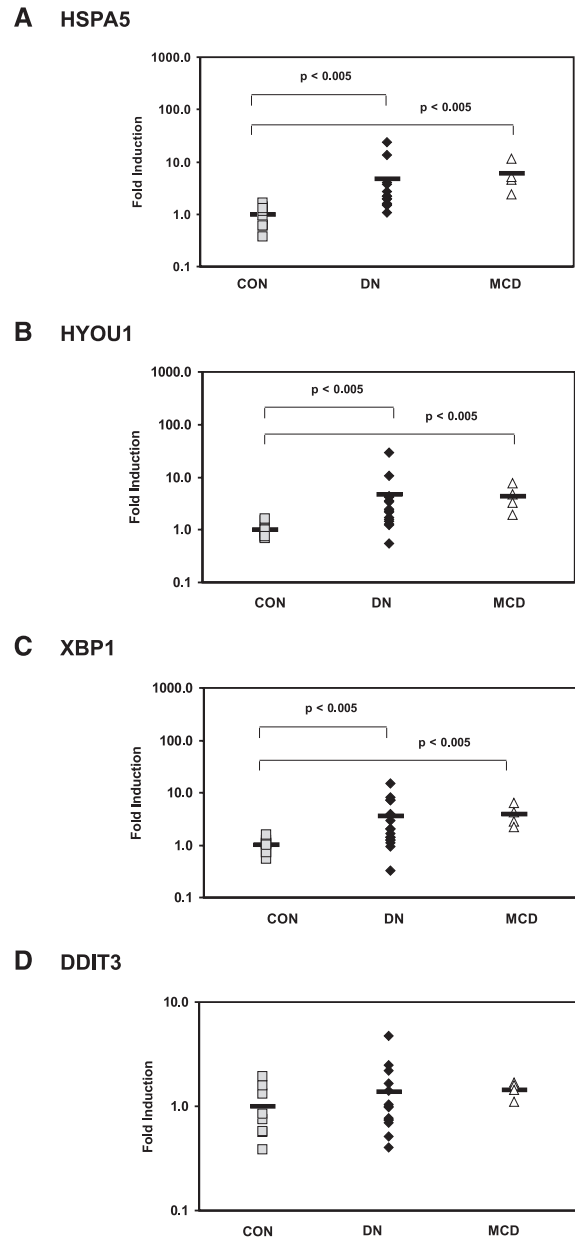 A HSPA5
1000.0
p < 0.005
100.0
p < 0.005
10.0
1.0
0.1
Fold Induction
CON DN MCD
B HYOU1
1000.0
p < 0.005
100.0
p < 0.005
10.0
1.0
0.1
Fold Induction
CON DN MCD
C XBP1
1000.0
p < 0.005
100.0
p < 0.005
10.0
1.0
0.1
Fold Induction
CON DN MCD
D DDIT3
10.0
1.0
0.1
Fold Induction
CON DN MCD